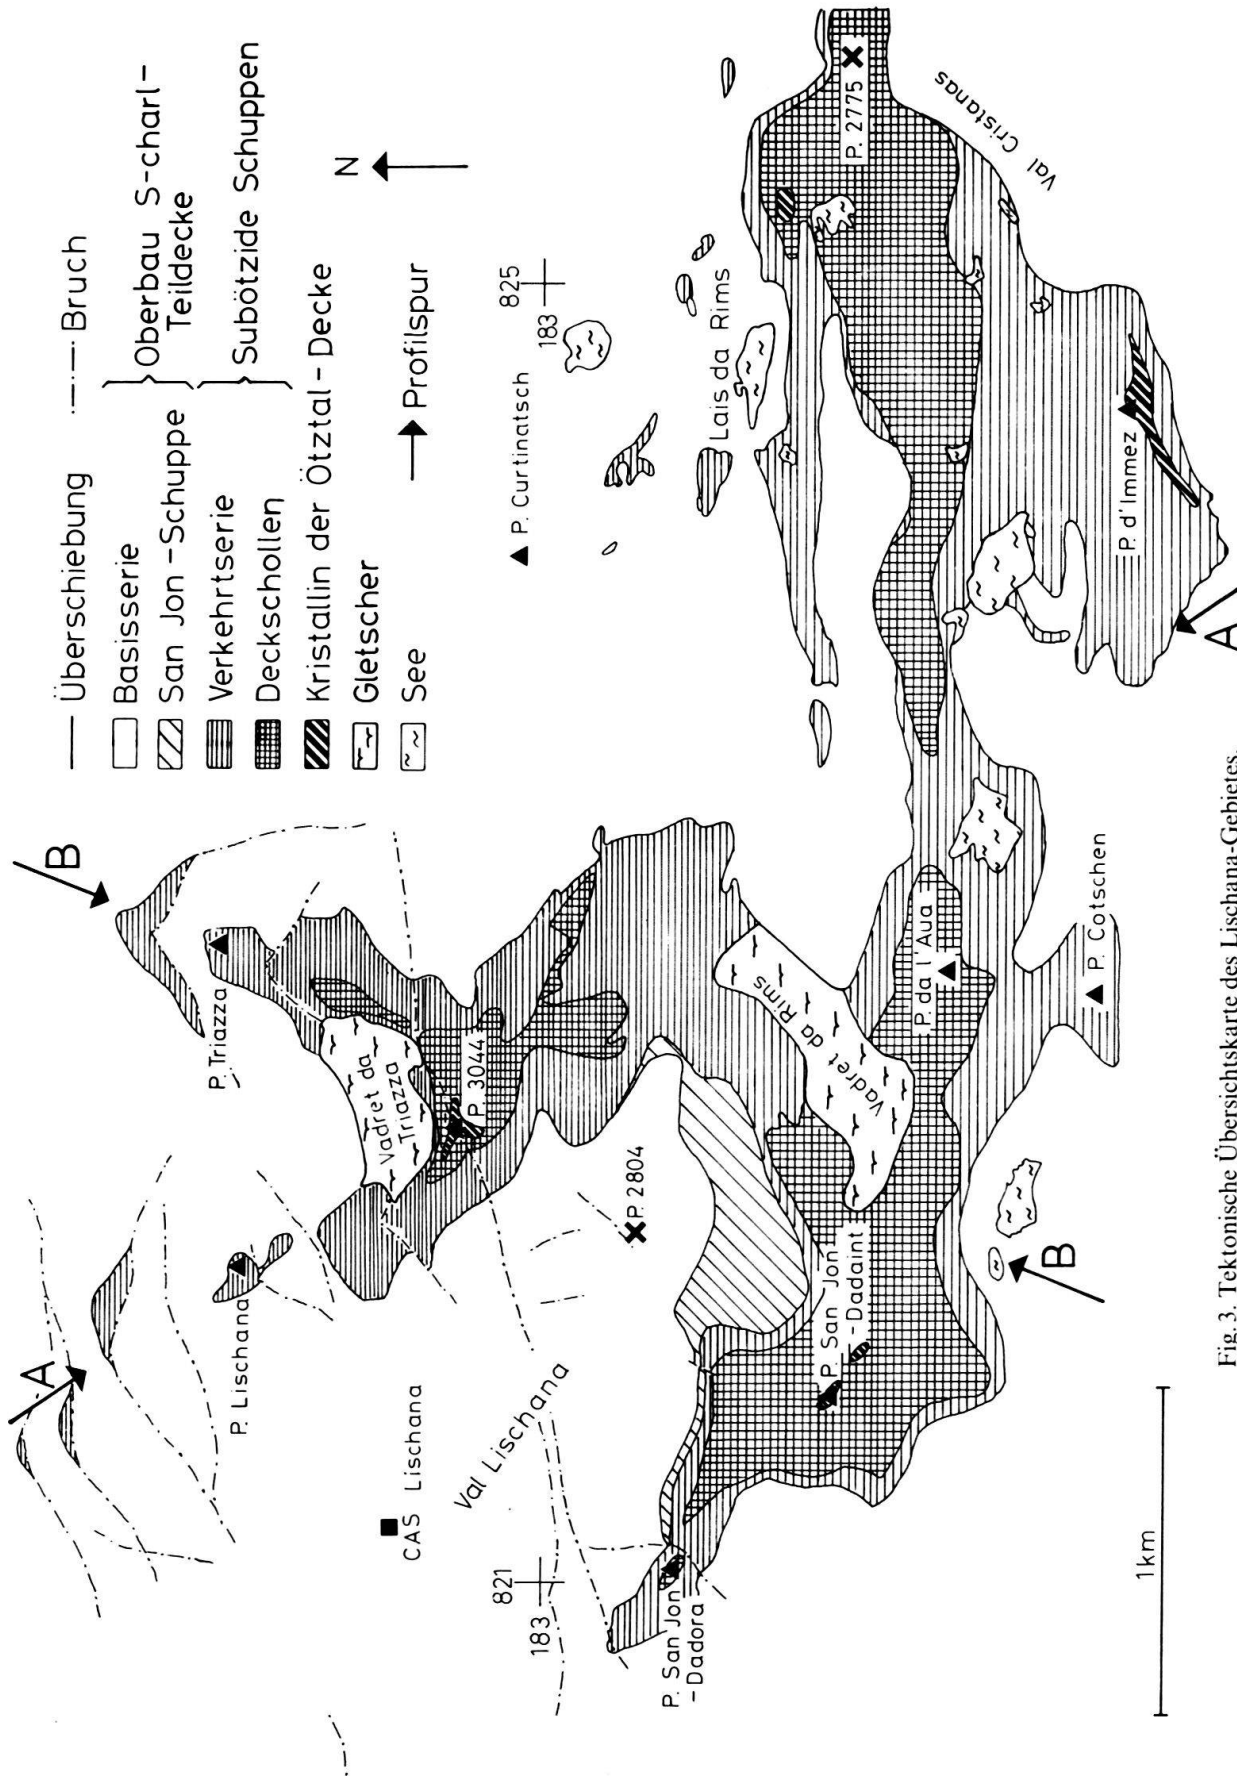 Überschiebung
Bruch
Basisserie
San Jon-Schuppe
Oberbau S-charl-
Teildecke
Verkehrtserie
Deckschollen
Subötzide Schuppen
Kristallin der Ötztal-Decke
Gletscher
See
Profilspur
N
A
B
P. Triazza
P. Lischana
Vadret da
Triazza
P. 3044
CAS Lischana
Val Lischana
821
183
P. Curtinatsch
825
183
P. 2804
P. San Jon
-Dadora
Lais da Rims
Vadret da Rims
P. San Jon
-Dadaint
P. da l'Aua
P. 2775
Val Cristanas
P. Cotschen
P. d'Immez
B
A
1km
Fig. 3. Tektonische Übersichtskarte des Lischana-Gebietes.